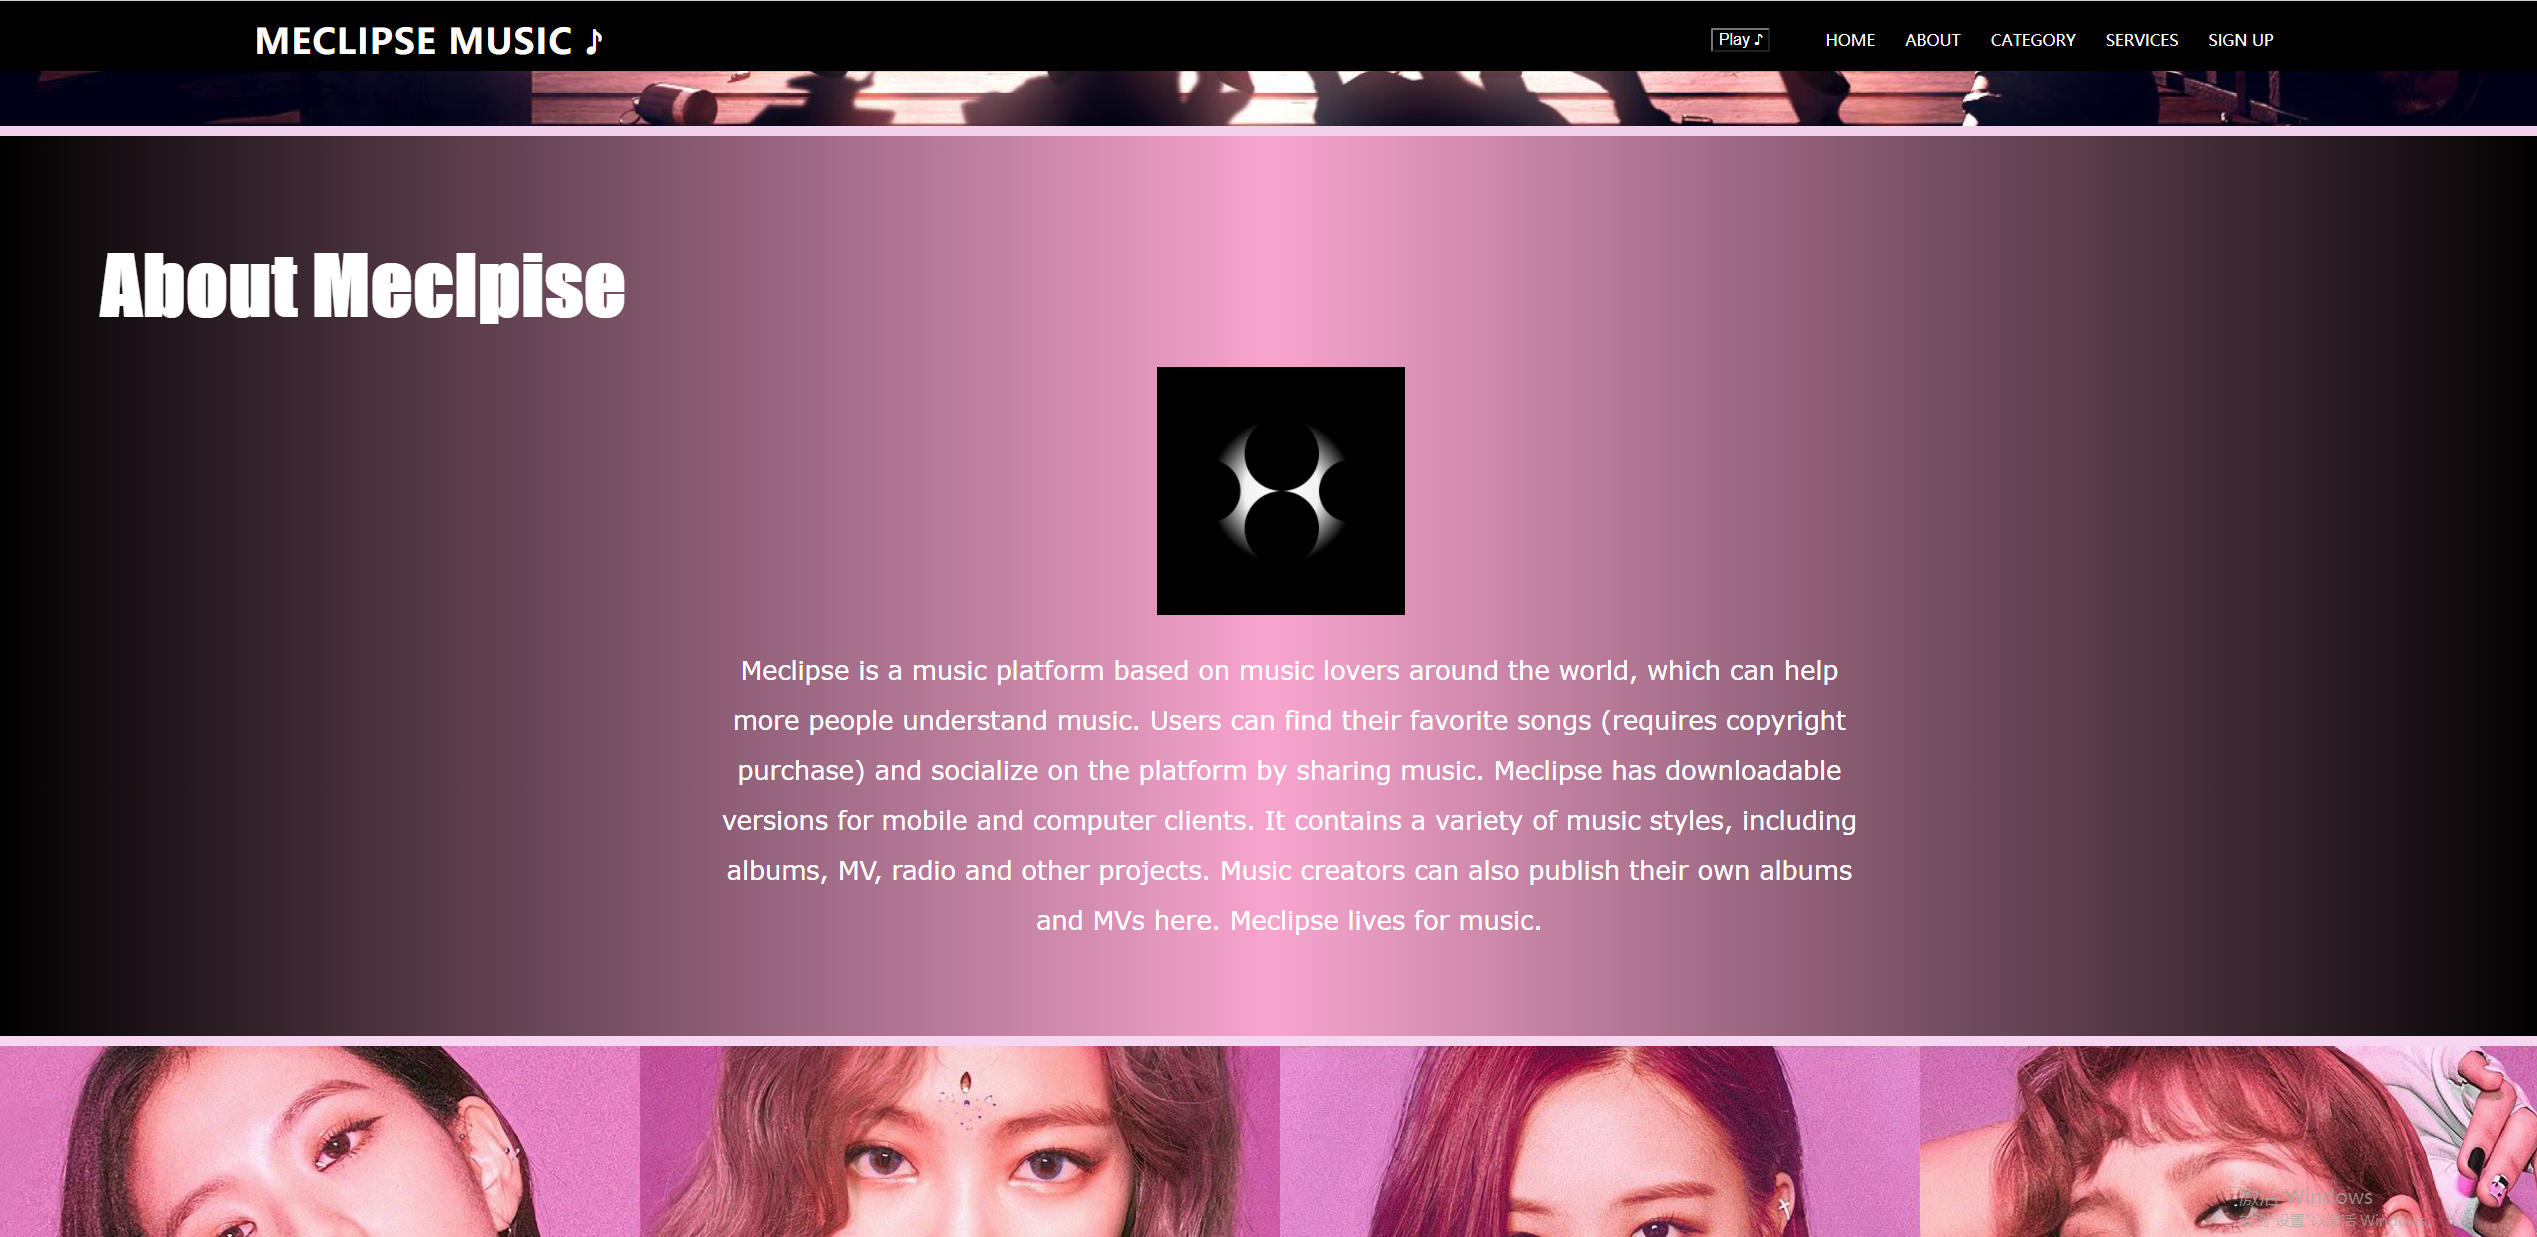 MECLIPSE MUSIC ♪
Play ♪ HOME ABOUT CATEGORY SERVICES SIGN UP
About Meclpise
Meclipse is a music platform based on music lovers around the world, which can help
more people understand music. Users can find their favorite songs (requires copyright
purchase) and socialize on the platform by sharing music. Meclipse has downloadable
versions for mobile and computer clients. It contains a variety of music styles, including
albums, MV, radio and other projects. Music creators can also publish their own albums
and MVs here. Meclipse lives for music.
激活 Windows
转到"设置"以激活 Windows